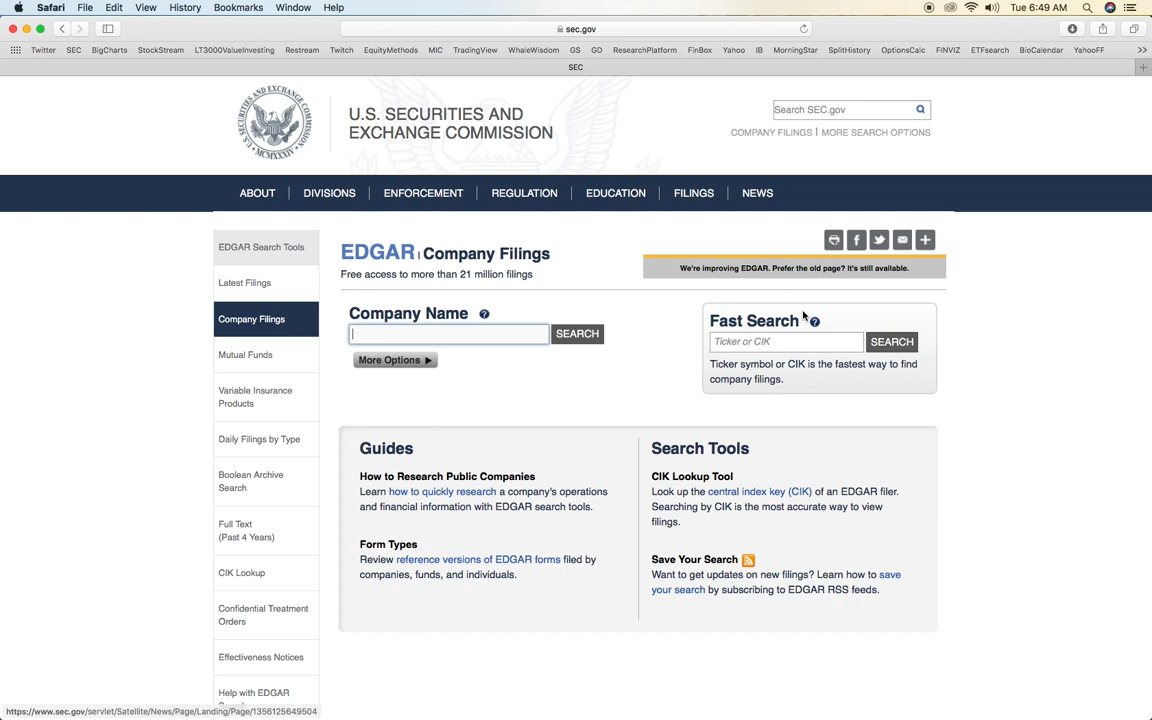 Safari File Edit View History Bookmarks Window Help Tue 6:49 AM
sec.gov
Twitter SEC BigCharts StockStream LT3000ValueInvesting Restream Twitch EquityMethods MIC TradingView WhaleWisdom GS GD ResearchPlatform FinBox Yahoo IB MorningStar SplitHistory OptionsCalc FINVIZ ETFsearch BioCalendar YahooFF
SEC
U.S. SECURITIES AND
EXCHANGE COMMISSION
Search SEC.gov
COMPANY FILINGS | MORE SEARCH OPTIONS
ABOUT DIVISIONS ENFORCEMENT REGULATION EDUCATION FILINGS NEWS
EDGAR Search Tools
Latest Filings
Company Filings
Mutual Funds
Variable Insurance
Products
Daily Filings by Type
Boolean Archive
Search
Full Text
(Past 4 Years)
CIK Lookup
Confidential Treatment
Orders
Effectiveness Notices
Help with EDGAR
EDGAR | Company Filings
Free access to more than 21 million filings
We're improving EDGAR. Prefer the old page? It's still available.
Company Name ?
SEARCH
More Options
Fast Search ?
Ticker or CIK SEARCH
Ticker symbol or CIK is the fastest way to find
company filings.
Guides
How to Research Public Companies
Learn how to quickly research a company's operations
and financial information with EDGAR search tools.
Form Types
Review reference versions of EDGAR forms filed by
companies, funds, and individuals.
Search Tools
CIK Lookup Tool
Look up the central index key (CIK) of an EDGAR filer.
Searching by CIK is the most accurate way to view
filings.
Save Your Search
Want to get updates on new filings? Learn how to save
your search by subscribing to EDGAR RSS feeds.
https://www.sec.gov/servlet/Satellite/News/Page/Landing/Page/1356125649504